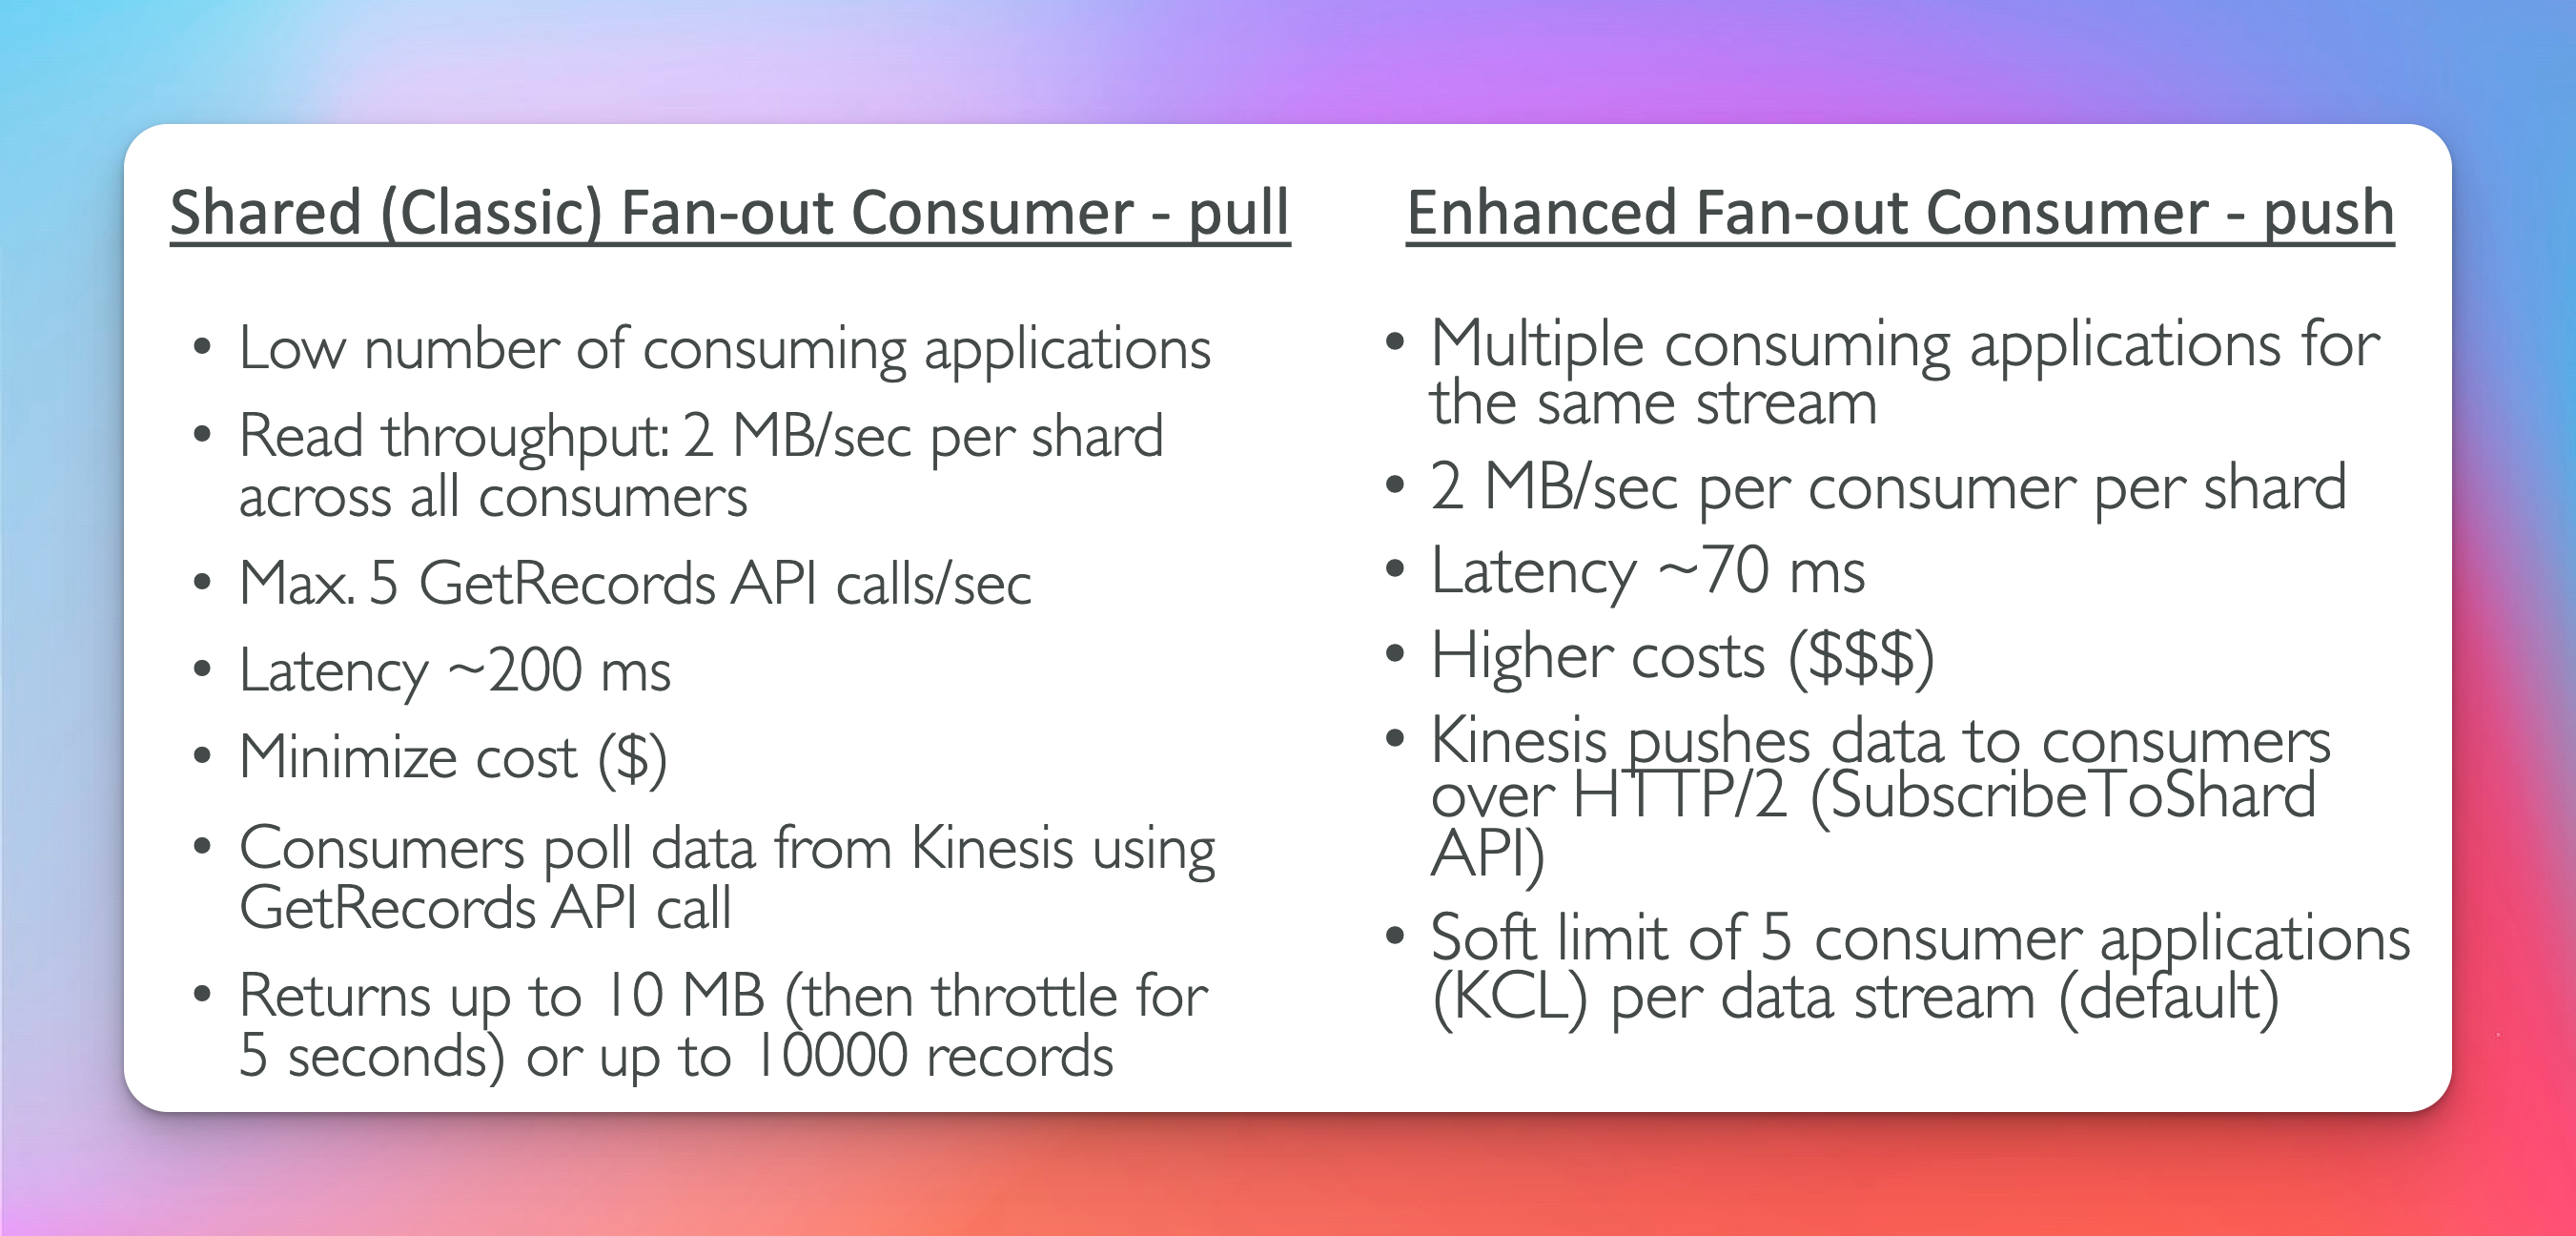 Shared (Classic) Fan-out Consumer - pull
• Low number of consuming applications
• Read throughput: 2 MB/sec per shard
across all consumers
• Max. 5 GetRecords API calls/sec
• Latency ~200 ms
• Minimize cost ($)
• Consumers poll data from Kinesis using
GetRecords API call
• Returns up to 10 MB (then throttle for
5 seconds) or up to 10000 records
Enhanced Fan-out Consumer - push
• Multiple consuming applications for
the same stream
• 2 MB/sec per consumer per shard
• Latency ~70 ms
• Higher costs ($$$)
• Kinesis pushes data to consumers
over HTTP/2 (SubscribeToShard
API)
• Soft limit of 5 consumer applications
(KCL) per data stream (default)